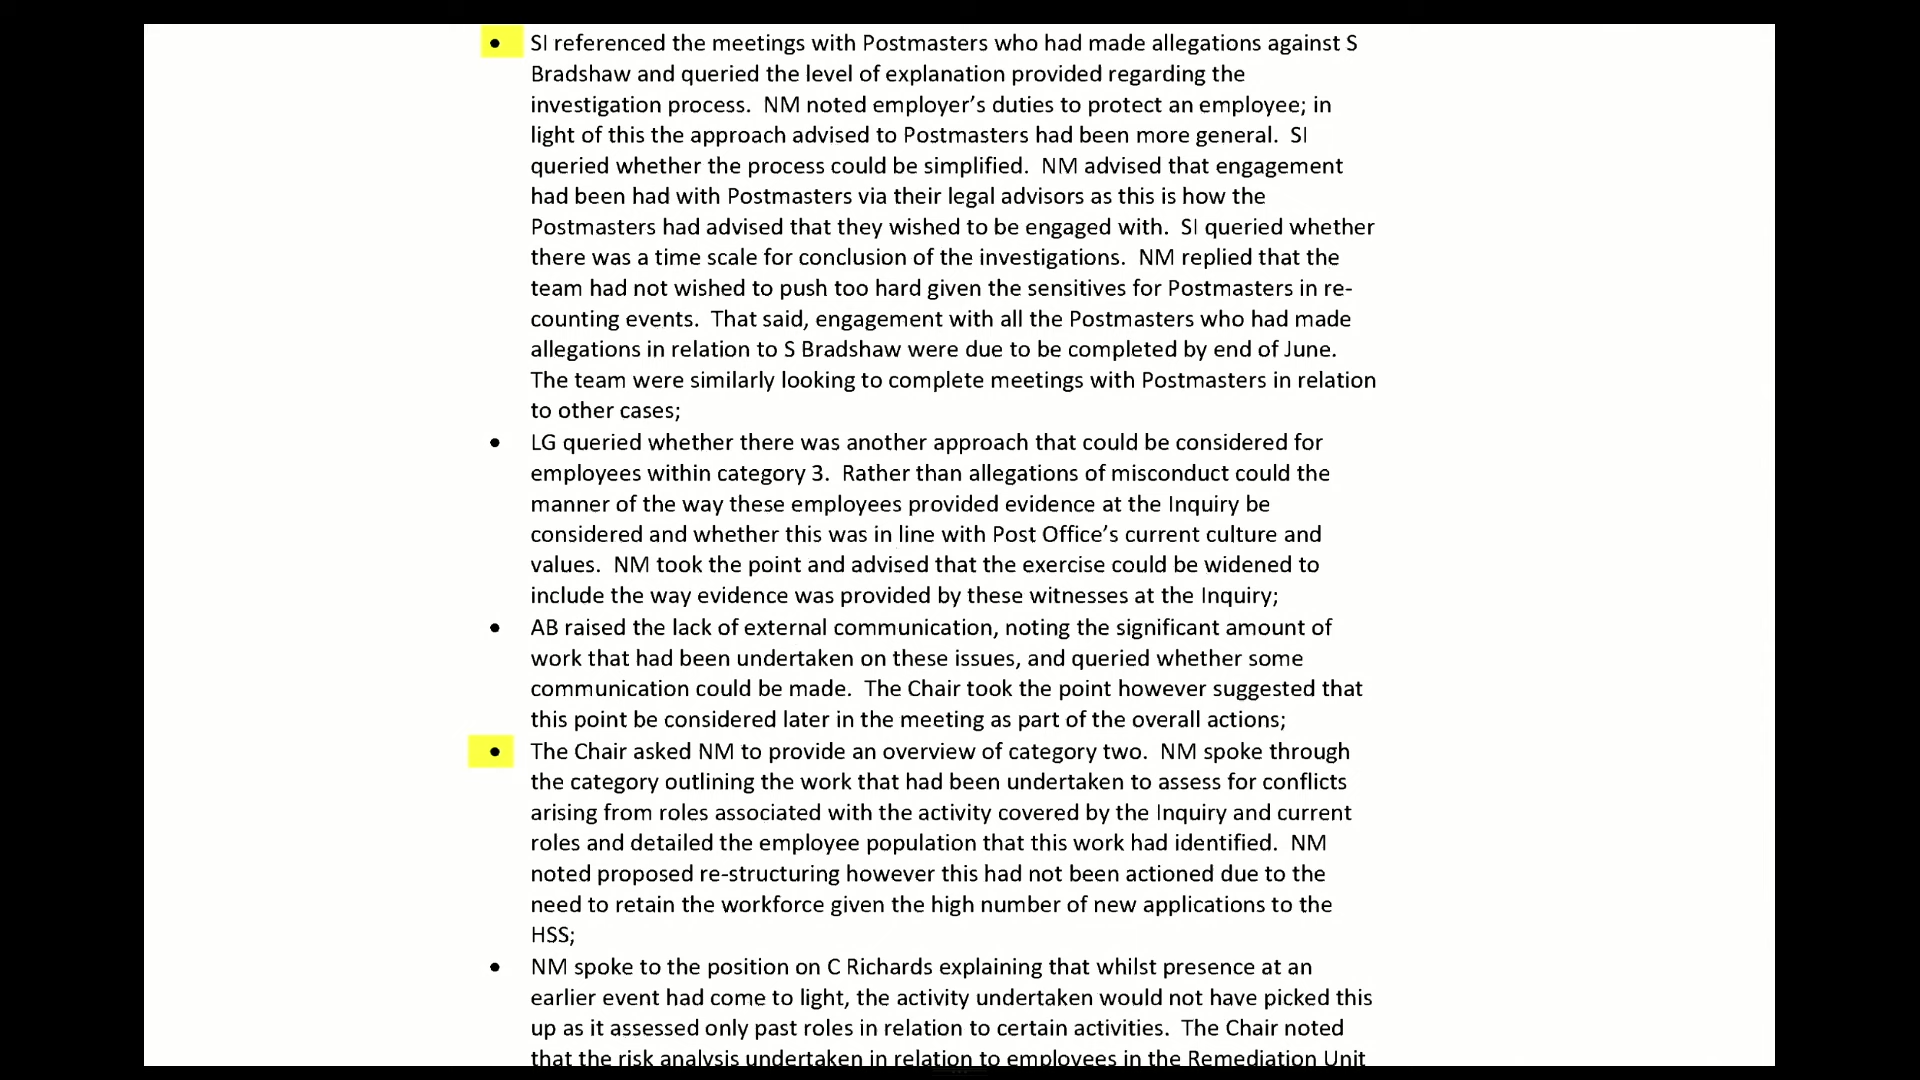 • SI referenced the meetings with Postmasters who had made allegations against S
Bradshaw and queried the level of explanation provided regarding the
investigation process.  NM noted employer’s duties to protect an employee; in
light of this the approach advised to Postmasters had been more general.  SI
queried whether the process could be simplified.  NM advised that engagement
had been had with Postmasters via their legal advisors as this is how the
Postmasters had advised that they wished to be engaged with.  SI queried whether
there was a time scale for conclusion of the investigations.  NM replied that the
team had not wished to push too hard given the sensitives for Postmasters in re-
counting events.  That said, engagement with all the Postmasters who had made
allegations in relation to S Bradshaw were due to be completed by end of June.
The team were similarly looking to complete meetings with Postmasters in relation
to other cases;
• LG queried whether there was another approach that could be considered for
employees within category 3.  Rather than allegations of misconduct could the
manner of the way these employees provided evidence at the Inquiry be
considered and whether this was in line with Post Office’s current culture and
values.  NM took the point and advised that the exercise could be widened to
include the way evidence was provided by these witnesses at the Inquiry;
• AB raised the lack of external communication, noting the significant amount of
work that had been undertaken on these issues, and queried whether some
communication could be made.  The Chair took the point however suggested that
this point be considered later in the meeting as part of the overall actions;
• The Chair asked NM to provide an overview of category two.  NM spoke through
the category outlining the work that had been undertaken to assess for conflicts
arising from roles associated with the activity covered by the Inquiry and current
roles and detailed the employee population that this work had identified.  NM
noted proposed re-structuring however this had not been actioned due to the
need to retain the workforce given the high number of new applications to the
HSS;
• NM spoke to the position on C Richards explaining that whilst presence at an
earlier event had come to light, the activity undertaken would not have picked this
up as it assessed only past roles in relation to certain activities.  The Chair noted
that the risk analysis undertaken in relation to employees in the Remediation Unit